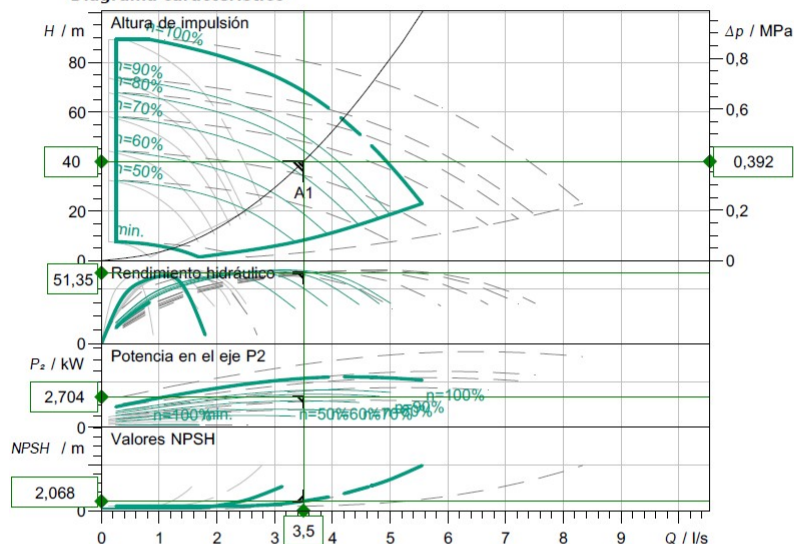 Altura de impulsión
H / m
Δp / MPa
n=100%
n=90%
n=80%
n=70%
n=60%
n=50%
min.
80
60
40
20
0
0,8
0,6
0,392
0,2
0
A1
51,35
Rendimiento hidráulico
0
P₂ / kW
Potencia en el eje P2
2,704
n=100%
n=100%
min.
n=50%
60%
70%
80%
n=90%
0
Valores NPSH
NPSH / m
2,068
0
0 1 2 3 3,5 4 5 6 7 8 9 Q / l/s